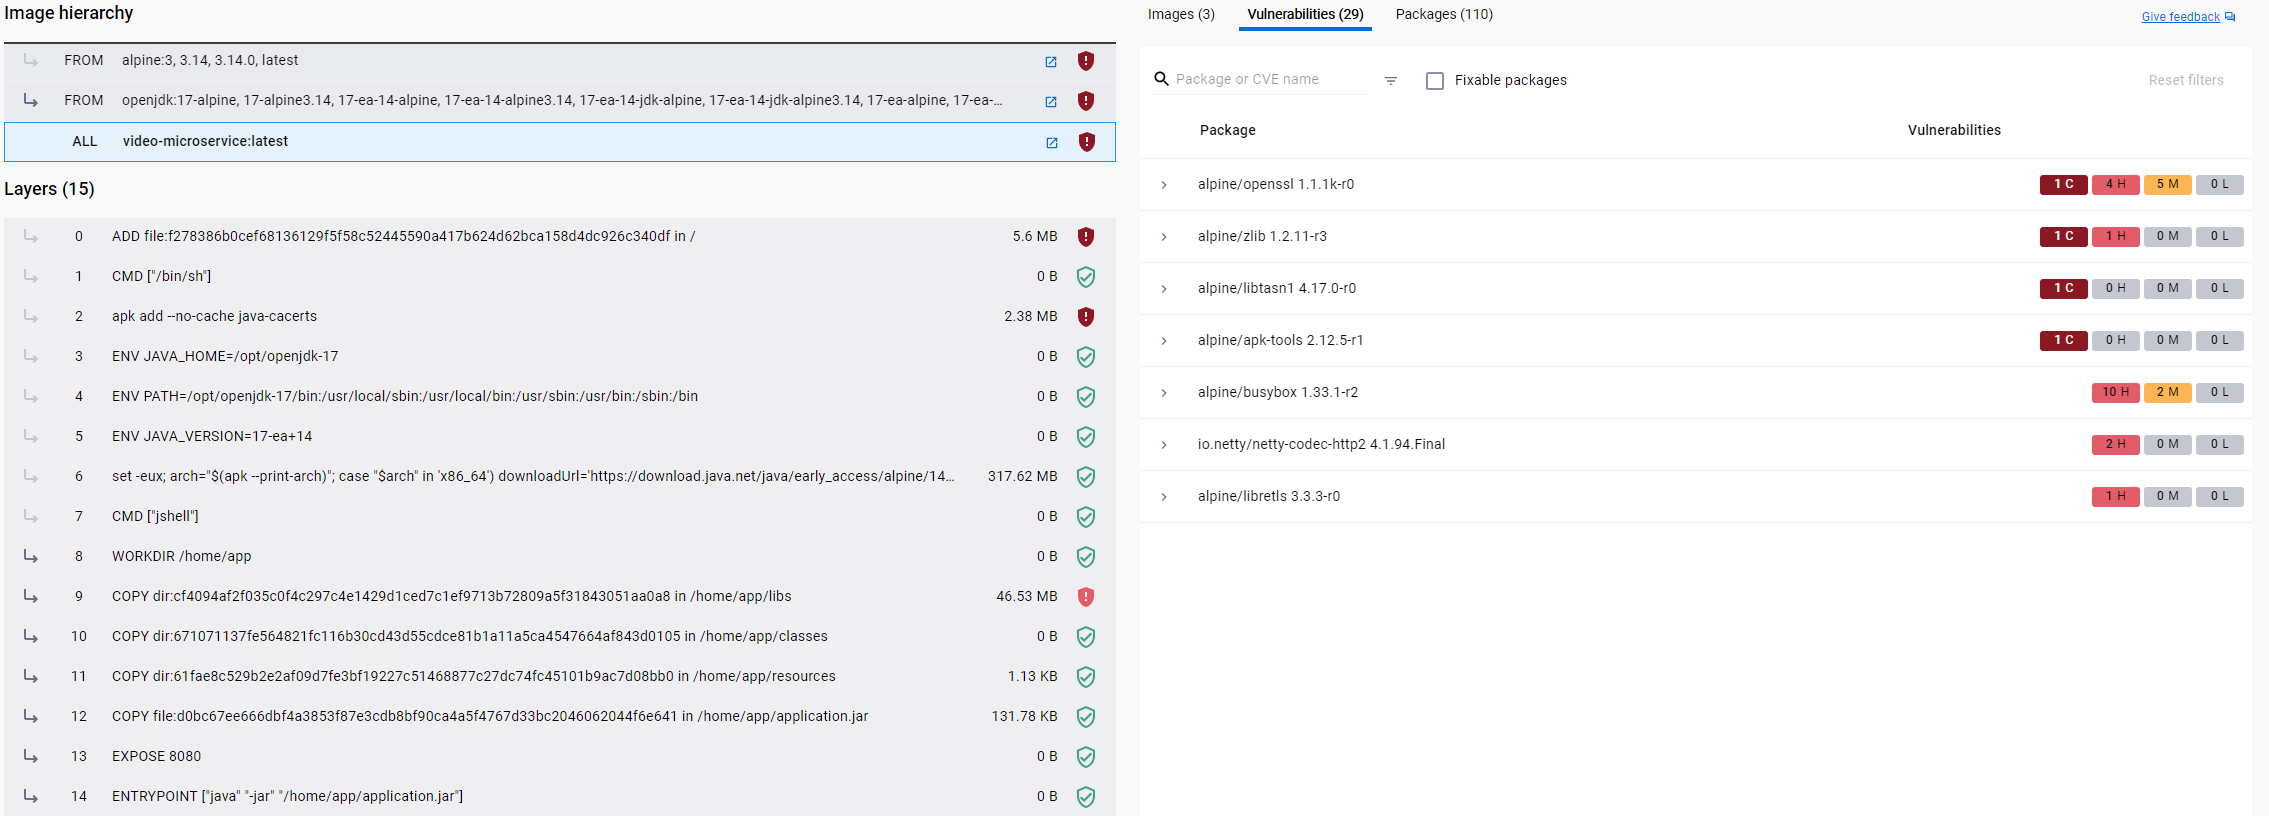 Image hierarchy
FROM alpine:3, 3.14, 3.14.0, latest
FROM openjdk:17-alpine, 17-alpine3.14, 17-ea-14-alpine, 17-ea-14-alpine3.14, 17-ea-14-jdk-alpine, 17-ea-14-jdk-alpine3.14, 17-ea-alpine, 17-ea-...
ALL video-microservice:latest
Layers (15)
0 ADD file:f278386b0cef68136129f5f58c52445590a417b624d62bca158d4dc926c340df in / 5.6 MB
1 CMD ["/bin/sh"] 0 B
2 apk add --no-cache java-cacerts 2.38 MB
3 ENV JAVA_HOME=/opt/openjdk-17 0 B
4 ENV PATH=/opt/openjdk-17/bin:/usr/local/sbin:/usr/local/bin:/usr/sbin:/usr/bin:/sbin:/bin 0 B
5 ENV JAVA_VERSION=17-ea+14 0 B
6 set -eux; arch="$(apk --print-arch)"; case "$arch" in 'x86_64') downloadUrl='https://download.java.net/java/early_access/alpine/14... 317.62 MB
7 CMD ["jshell"] 0 B
8 WORKDIR /home/app 0 B
9 COPY dir:cf4094af2f035c0f4c297c4e1429d1ced7c1ef9713b72809a5f31843051aa0a8 in /home/app/libs 46.53 MB
10 COPY dir:671071137fe564821fc116b30cd43d55cdce81b1a11a5ca4547664af843d0105 in /home/app/classes 0 B
11 COPY dir:61fae8c529b2e2af09d7fe3bf19227c51468877c27dc74fc45101b9ac7d08bb0 in /home/app/resources 1.13 KB
12 COPY file:d0bc67ee666dbf4a3853f87e3cdb8bf90ca4a5f4767d33bc2046062044f6e641 in /home/app/application.jar 131.78 KB
13 EXPOSE 8080 0 B
14 ENTRYPOINT ["java" "-jar" "/home/app/application.jar"] 0 B
Images (3) Vulnerabilities (29) Packages (110) Give feedback
Package or CVE name Fixable packages Reset filters
Package Vulnerabilities
alpine/openssl 1.1.1k-r0 1 C 4 H 5 M 0 L
alpine/zlib 1.2.11-r3 1 C 1 H 0 M 0 L
alpine/libtasn1 4.17.0-r0 1 C 0 H 0 M 0 L
alpine/apk-tools 2.12.5-r1 1 C 0 H 0 M 0 L
alpine/busybox 1.33.1-r2 10 H 2 M 0 L
io.netty/netty-codec-http2 4.1.94.Final 2 H 0 M 0 L
alpine/libretls 3.3.3-r0 1 H 0 M 0 L